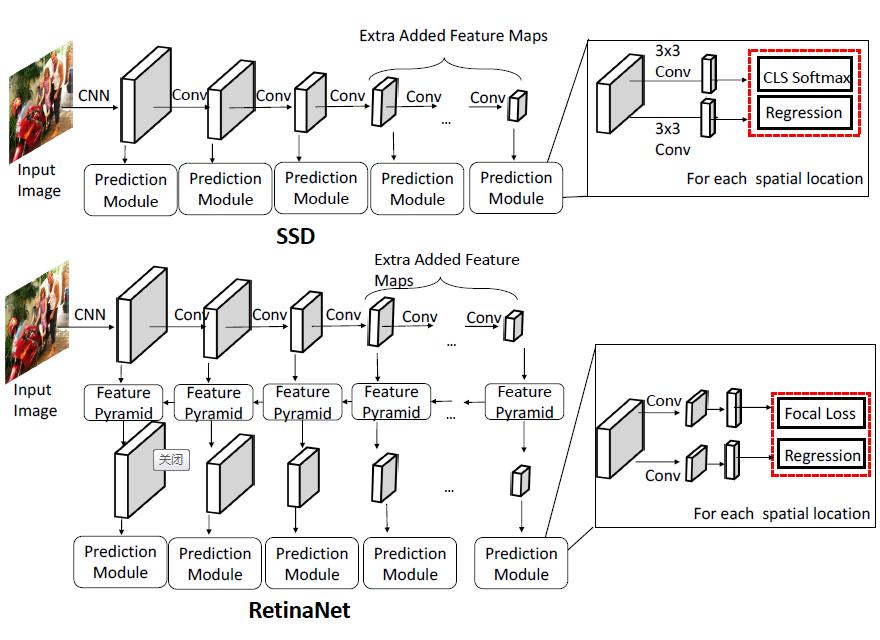 Extra Added Feature Maps
CNN
Conv
Conv
Conv
Conv
Conv
...
Input
Image
Prediction
Module
Prediction
Module
Prediction
Module
Prediction
Module
Prediction
Module
3x3
Conv
CLS Softmax
Regression
3x3
Conv
For each spatial location
SSD
Extra Added Feature
Maps
CNN
Conv
Conv
Conv
Conv
Conv
...
Input
Image
Feature
Pyramid
Feature
Pyramid
Feature
Pyramid
Feature
Pyramid
...
Feature
Pyramid
关闭
...
Prediction
Module
Prediction
Module
Prediction
Module
Prediction
Module
Prediction
Module
Conv
Focal Loss
Regression
Conv
For each spatial location
RetinaNet